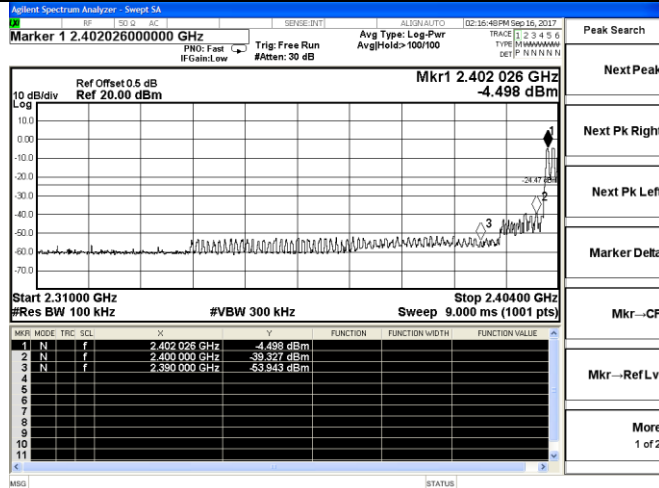 Agilent Spectrum Analyzer - Swept SA
RF 50 Ω AC SENSE:INT ALIGNAUTO 02:16:48 PM Sep 16, 2017
Marker 1 2.402026000000 GHz
PNO: Fast
IFGain:Low
Trig: Free Run
#Atten: 30 dB
Avg Type: Log-Pwr
Avg|Hold:> 100/100
TRACE 1 2 3 4 5 6
TYPE M
DET P N N N N N
Ref Offset 0.5 dB
Ref 20.00 dBm
Mkr1 2.402 026 GHz
-4.498 dBm
10 dB/div
Log
10.0
0.00
-10.0
-20.0
-30.0
-40.0
-50.0
-60.0
-70.0
1
-24.47 dBm
2
3
Start 2.31000 GHz Stop 2.40400 GHz
#Res BW 100 kHz #VBW 300 kHz Sweep 9.000 ms (1001 pts)
MKR MODE TRC SCL X Y FUNCTION FUNCTION WIDTH FUNCTION VALUE
1 N f 2.402 026 GHz -4.498 dBm
2 N f 2.400 000 GHz -39.327 dBm
3 N f 2.390 000 GHz -53.943 dBm
4
5
6
7
8
9
10
11
MSG STATUS
Peak Search
Next Peak
Next Pk Right
Next Pk Left
Marker Delta
Mkr→CF
Mkr→Ref Lv
More
1 of 2